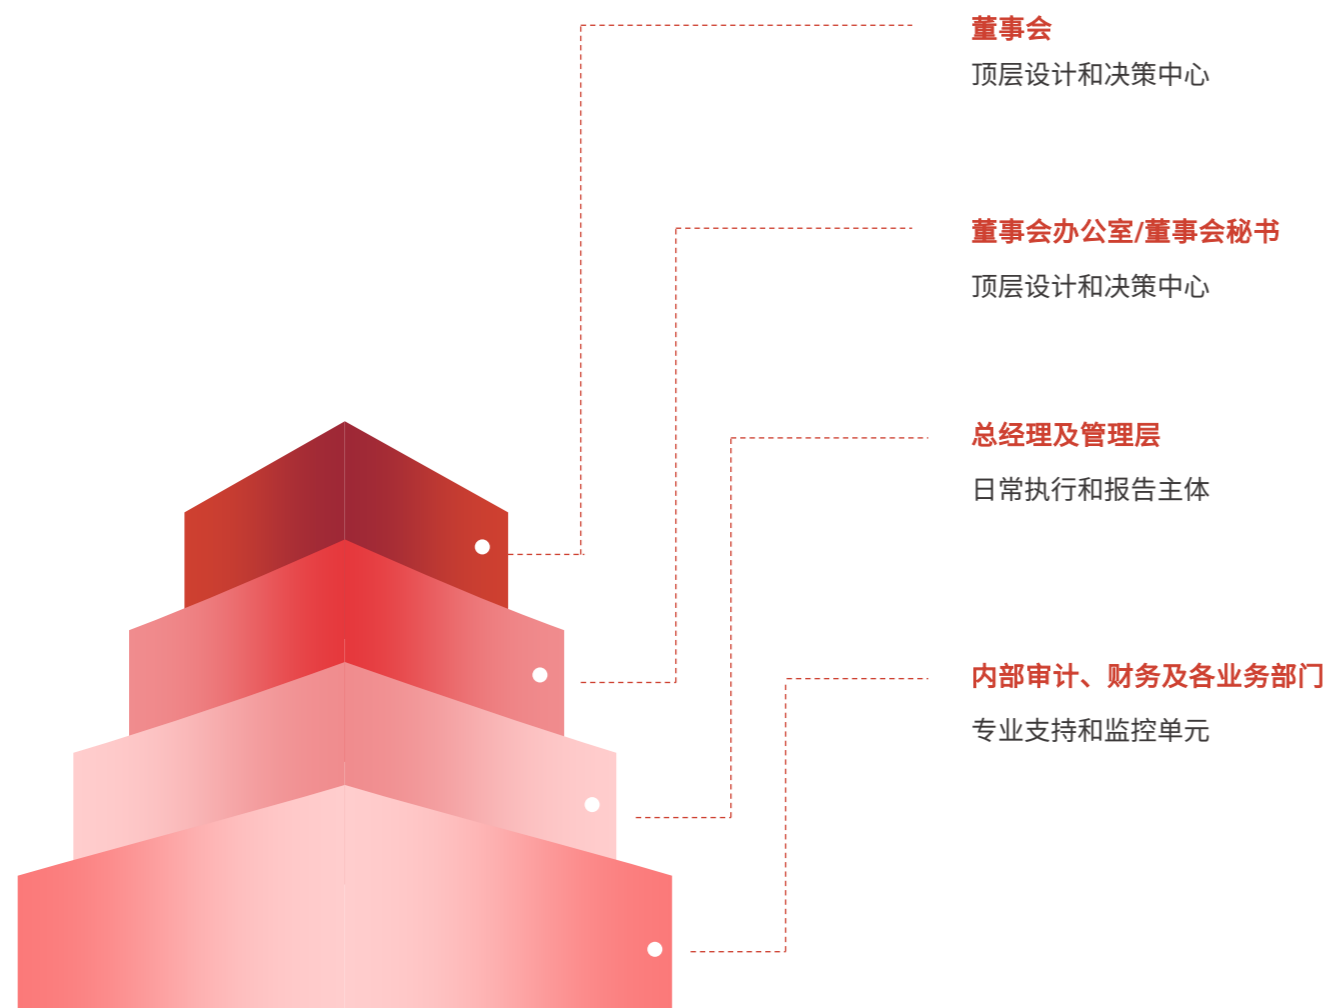 董事会
顶层设计和决策中心
董事会办公室/董事会秘书
顶层设计和决策中心
总经理及管理层
日常执行和报告主体
内部审计、财务及各业务部门
专业支持和监控单元